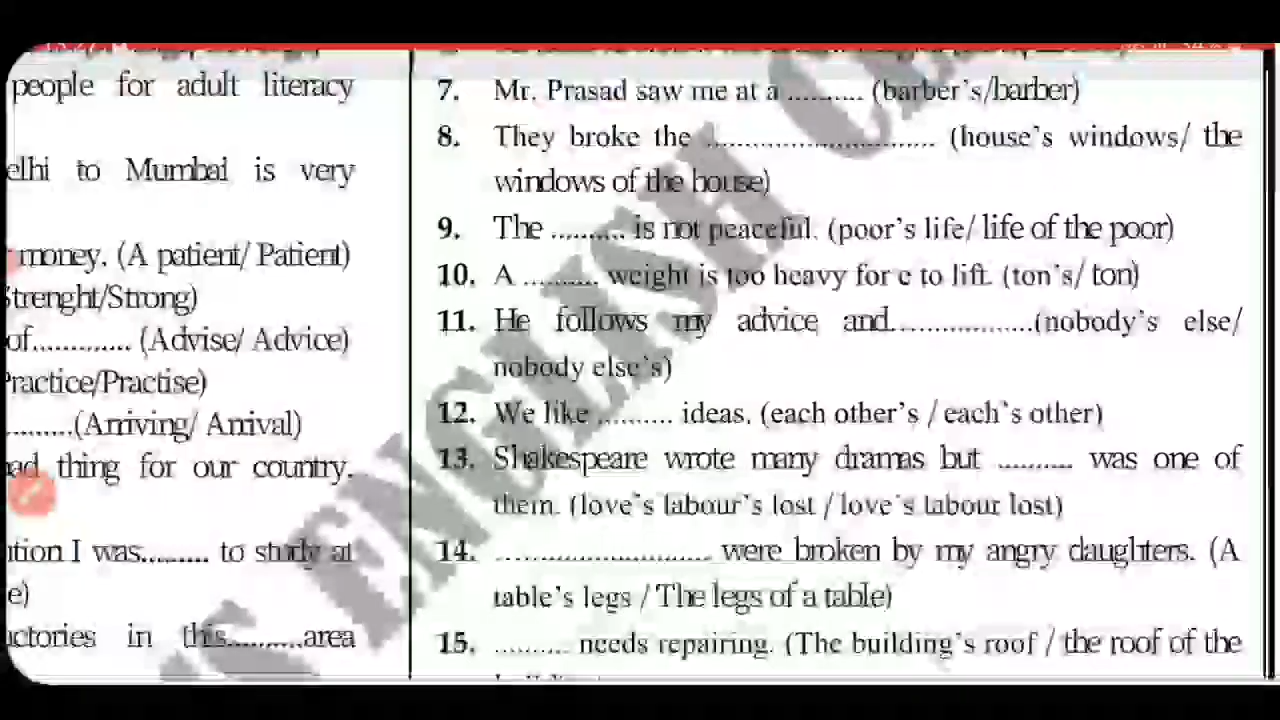 people for adult literacy
elhi to Mumbai is very
money. (A patient/ Patient)
Strenght/Strong)
of............. (Advise/ Advice)
Practice/Practise)
.........(Arriving/ Arrival)
ad thing for our country.
ition I was......... to study at
e)
actories in this..........area
7. Mr. Prasad saw me at a .......... (barber's/barber)
8. They broke the .............................. (house's windows/ the
windows of the house)
9. The .......... is not peaceful. (poor's life/ life of the poor)
10. A .......... weight is too heavy for e to lift. (ton's/ ton)
11. He follows my advice and..................(nobody's else/
nobody else's)
12. We like .......... ideas. (each other's / each's other)
13. Shakespeare wrote many dramas but .......... was one of
them. (love's labour's lost / love's labour lost)
14. ............................ were broken by my angry daughters. (A
table's legs / The legs of a table)
15. .......... needs repairing. (The building's roof / the roof of the
ENGLISH